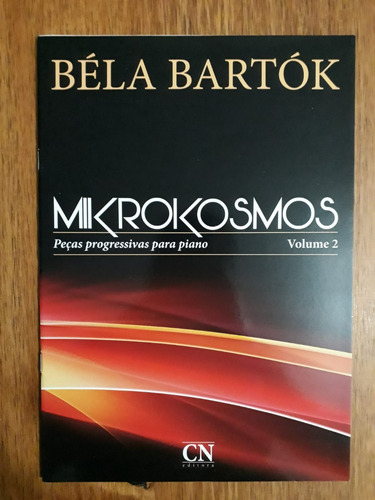 BÉLA BARTÓK
MIKROKOSMOS
Peças progressivas para piano Volume 2
CN
editora